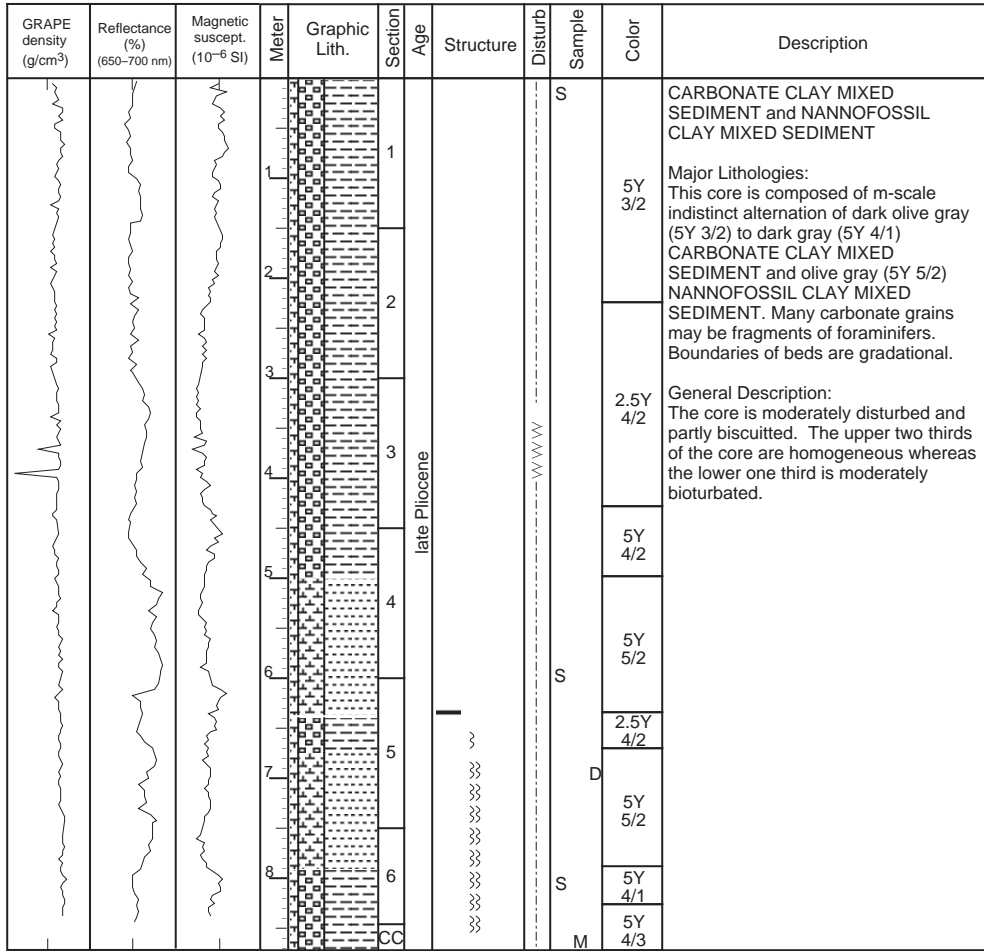 GRAPE
density
(g/cm³)
Reflectance
(%)
(650–700 nm)
Magnetic
suscept.
(10⁻⁶ SI)
Meter
Graphic
Lith.
Section
Age
Structure
Disturb
Sample
Color
Description
1
2
3
4
5
6
7
8
1
2
3
4
5
6
CC
late Pliocene
S
S
D
S
M
5Y
3/2
2.5Y
4/2
5Y
4/2
5Y
5/2
2.5Y
4/2
5Y
5/2
5Y
4/1
5Y
4/3
CARBONATE CLAY MIXED
SEDIMENT and NANNOFOSSIL
CLAY MIXED SEDIMENT
Major Lithologies:
This core is composed of m-scale
indistinct alternation of dark olive gray
(5Y 3/2) to dark gray (5Y 4/1)
CARBONATE CLAY MIXED
SEDIMENT and olive gray (5Y 5/2)
NANNOFOSSIL CLAY MIXED
SEDIMENT. Many carbonate grains
may be fragments of foraminifers.
Boundaries of beds are gradational.
General Description:
The core is moderately disturbed and
partly biscuitted.  The upper two thirds
of the core are homogeneous whereas
the lower one third is moderately
bioturbated.